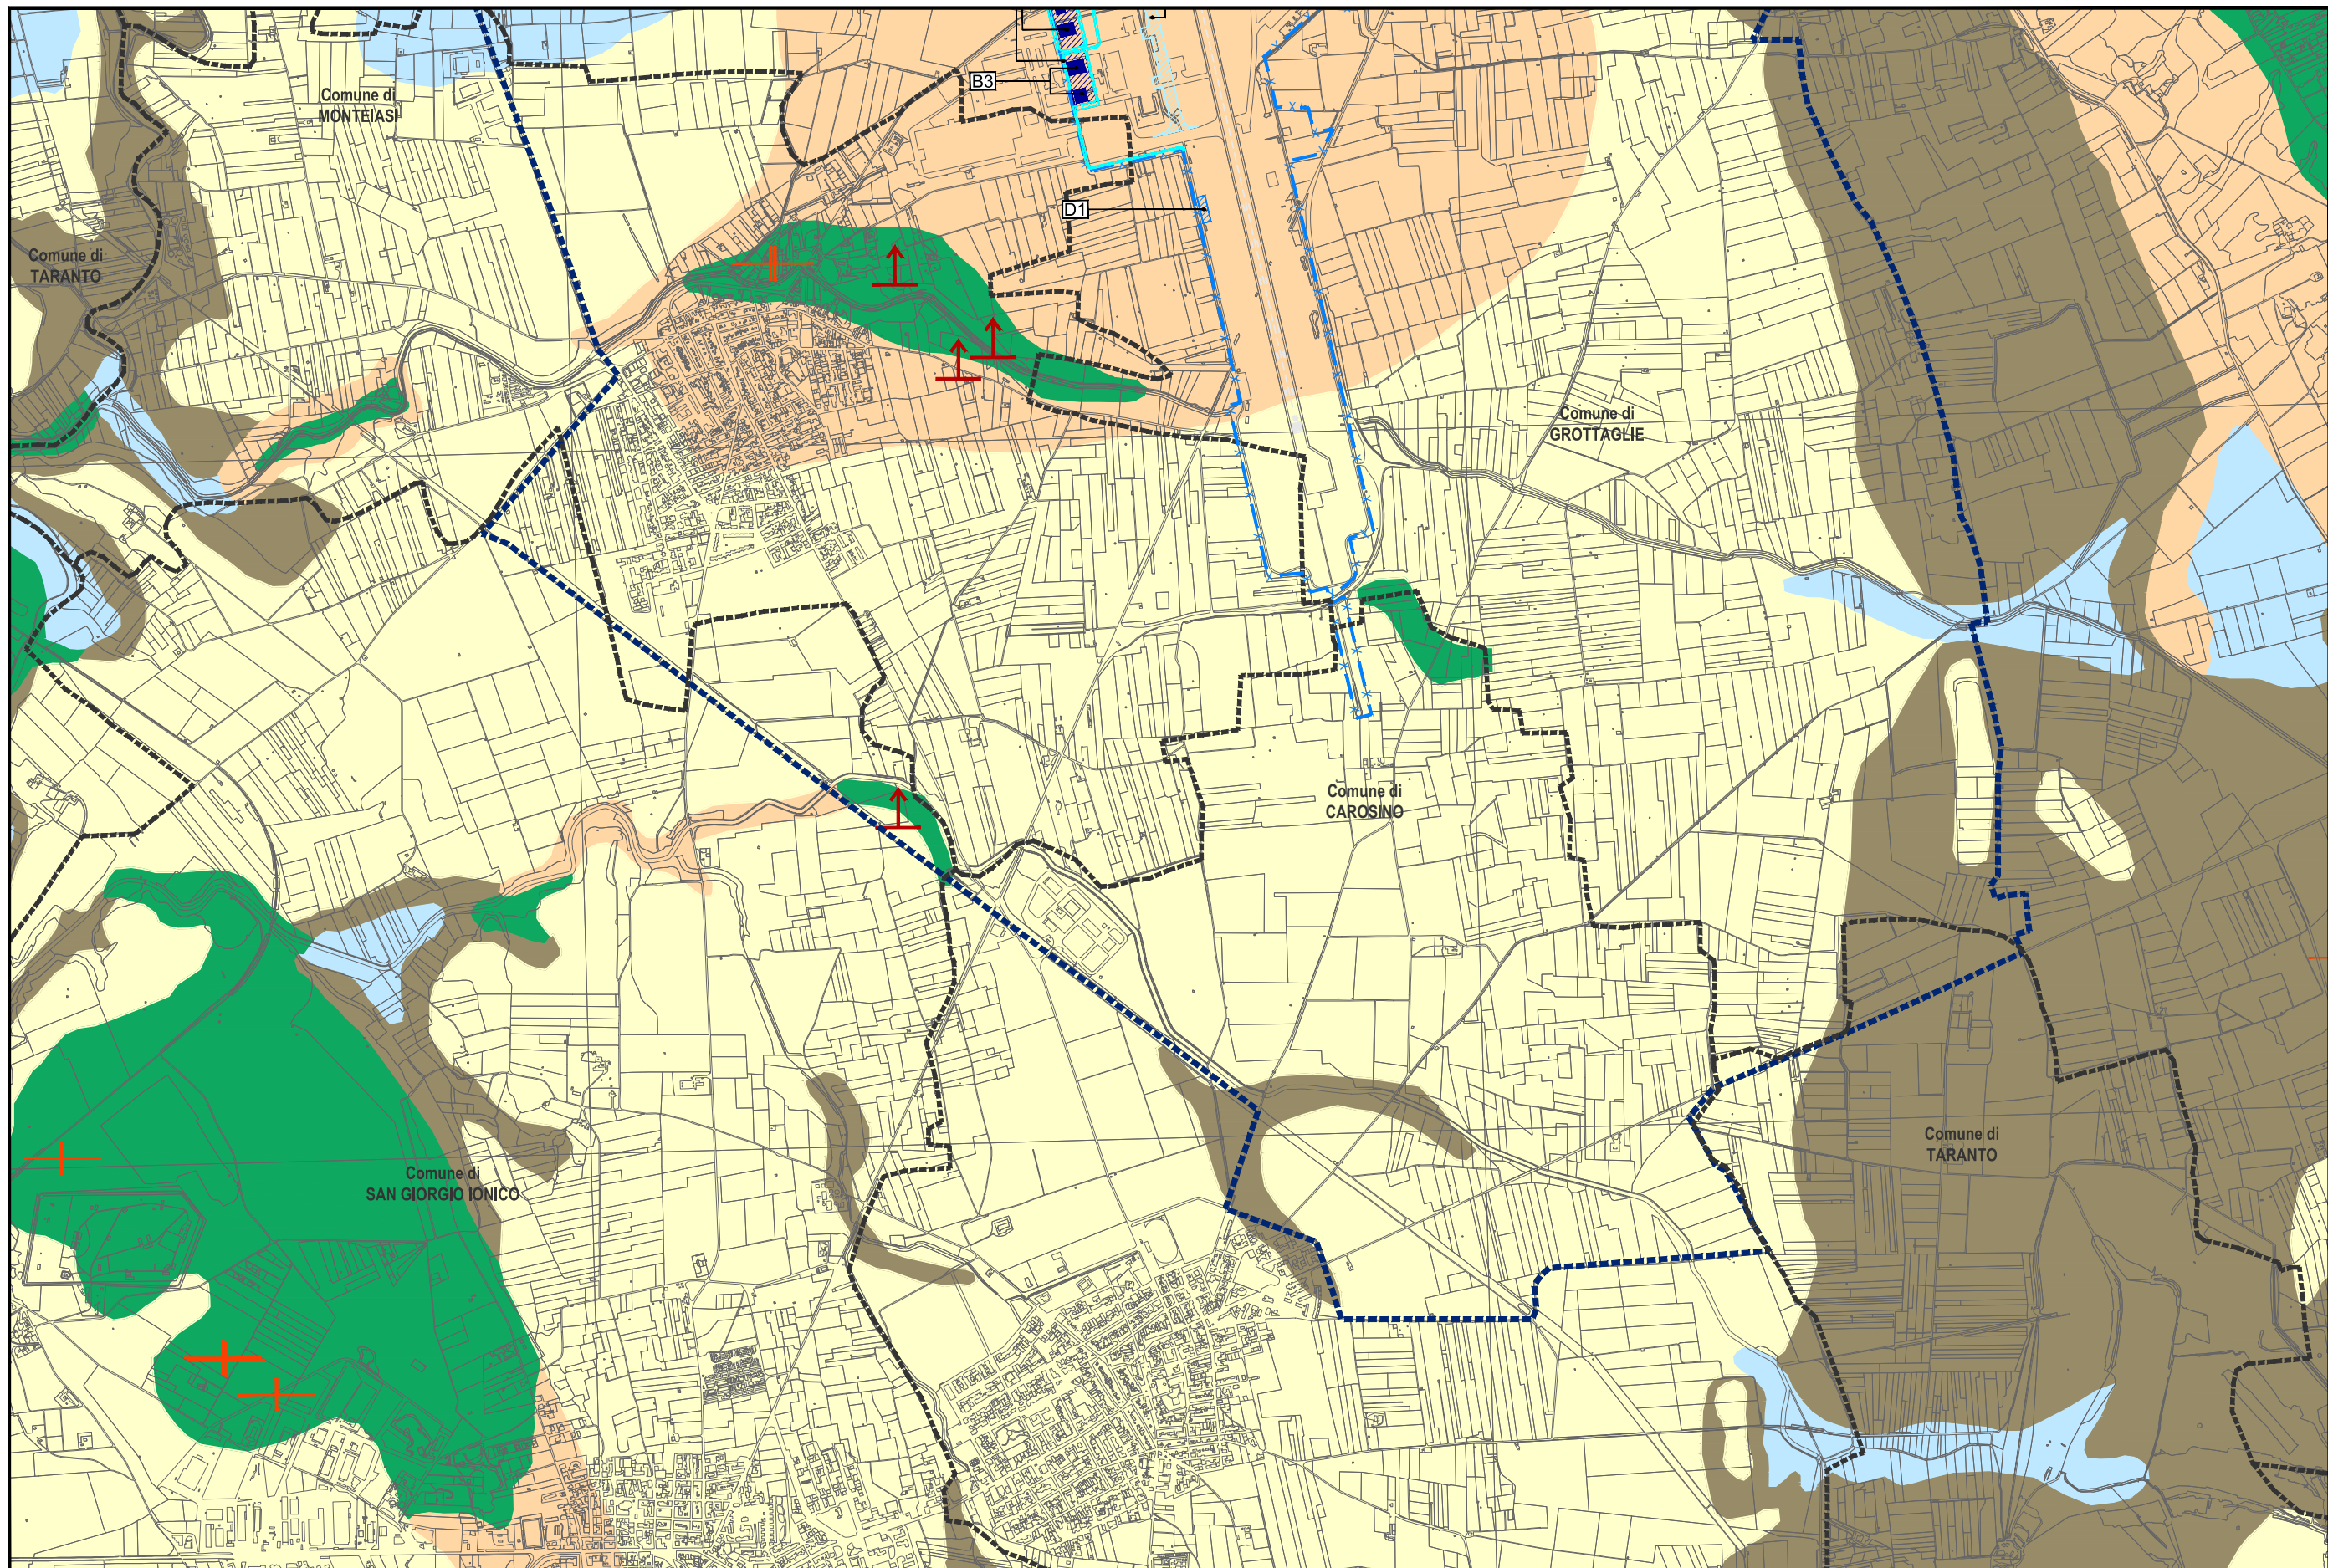 B3
Comune di
MONTEIASI
D1
Comune di
TARANTO
Comune di
GROTTAGLIE
Comune di
CAROSINO
Comune di
TARANTO
Comune di
SAN GIORGIO IONICO